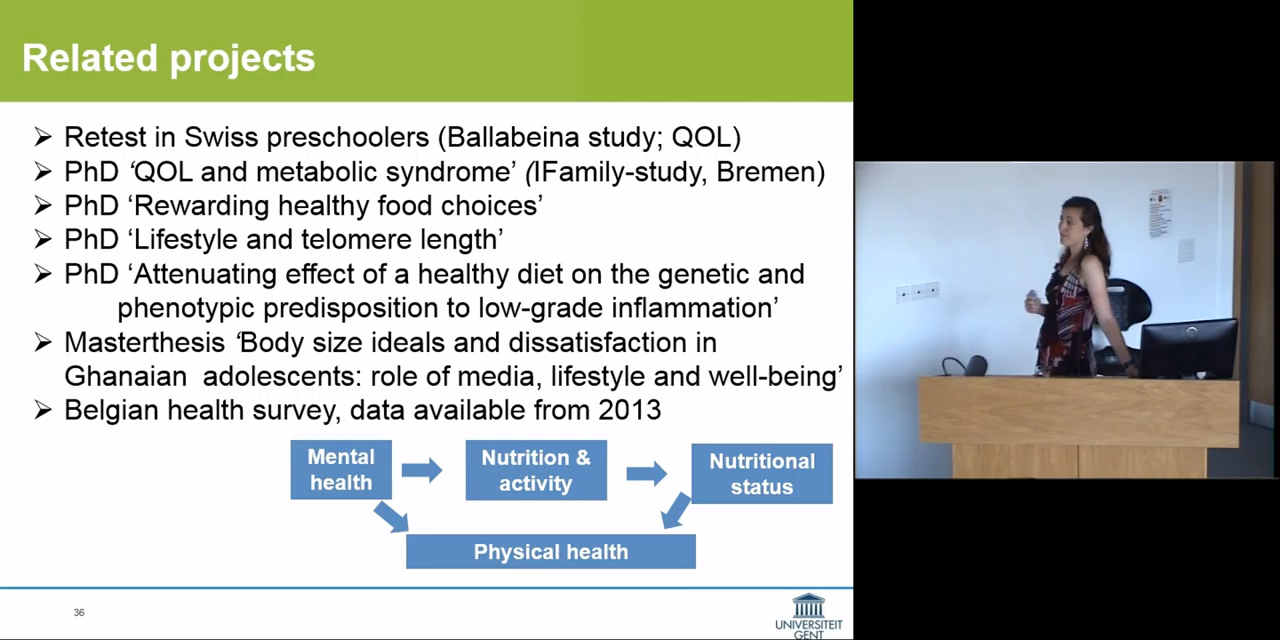 Related projects
➢ Retest in Swiss preschoolers (Ballabeina study; QOL)
➢ PhD ‘QOL and metabolic syndrome’ (IFamily-study, Bremen)
➢ PhD ‘Rewarding healthy food choices’
➢ PhD ‘Lifestyle and telomere length’
➢ PhD ‘Attenuating effect of a healthy diet on the genetic and
phenotypic predisposition to low-grade inflammation’
➢ Masterthesis ‘Body size ideals and dissatisfaction in
Ghanaian adolescents: role of media, lifestyle and well-being’
➢ Belgian health survey, data available from 2013
Mental
health
Nutrition &
activity
Nutritional
status
Physical health
36
UNIVERSITEIT
GENT